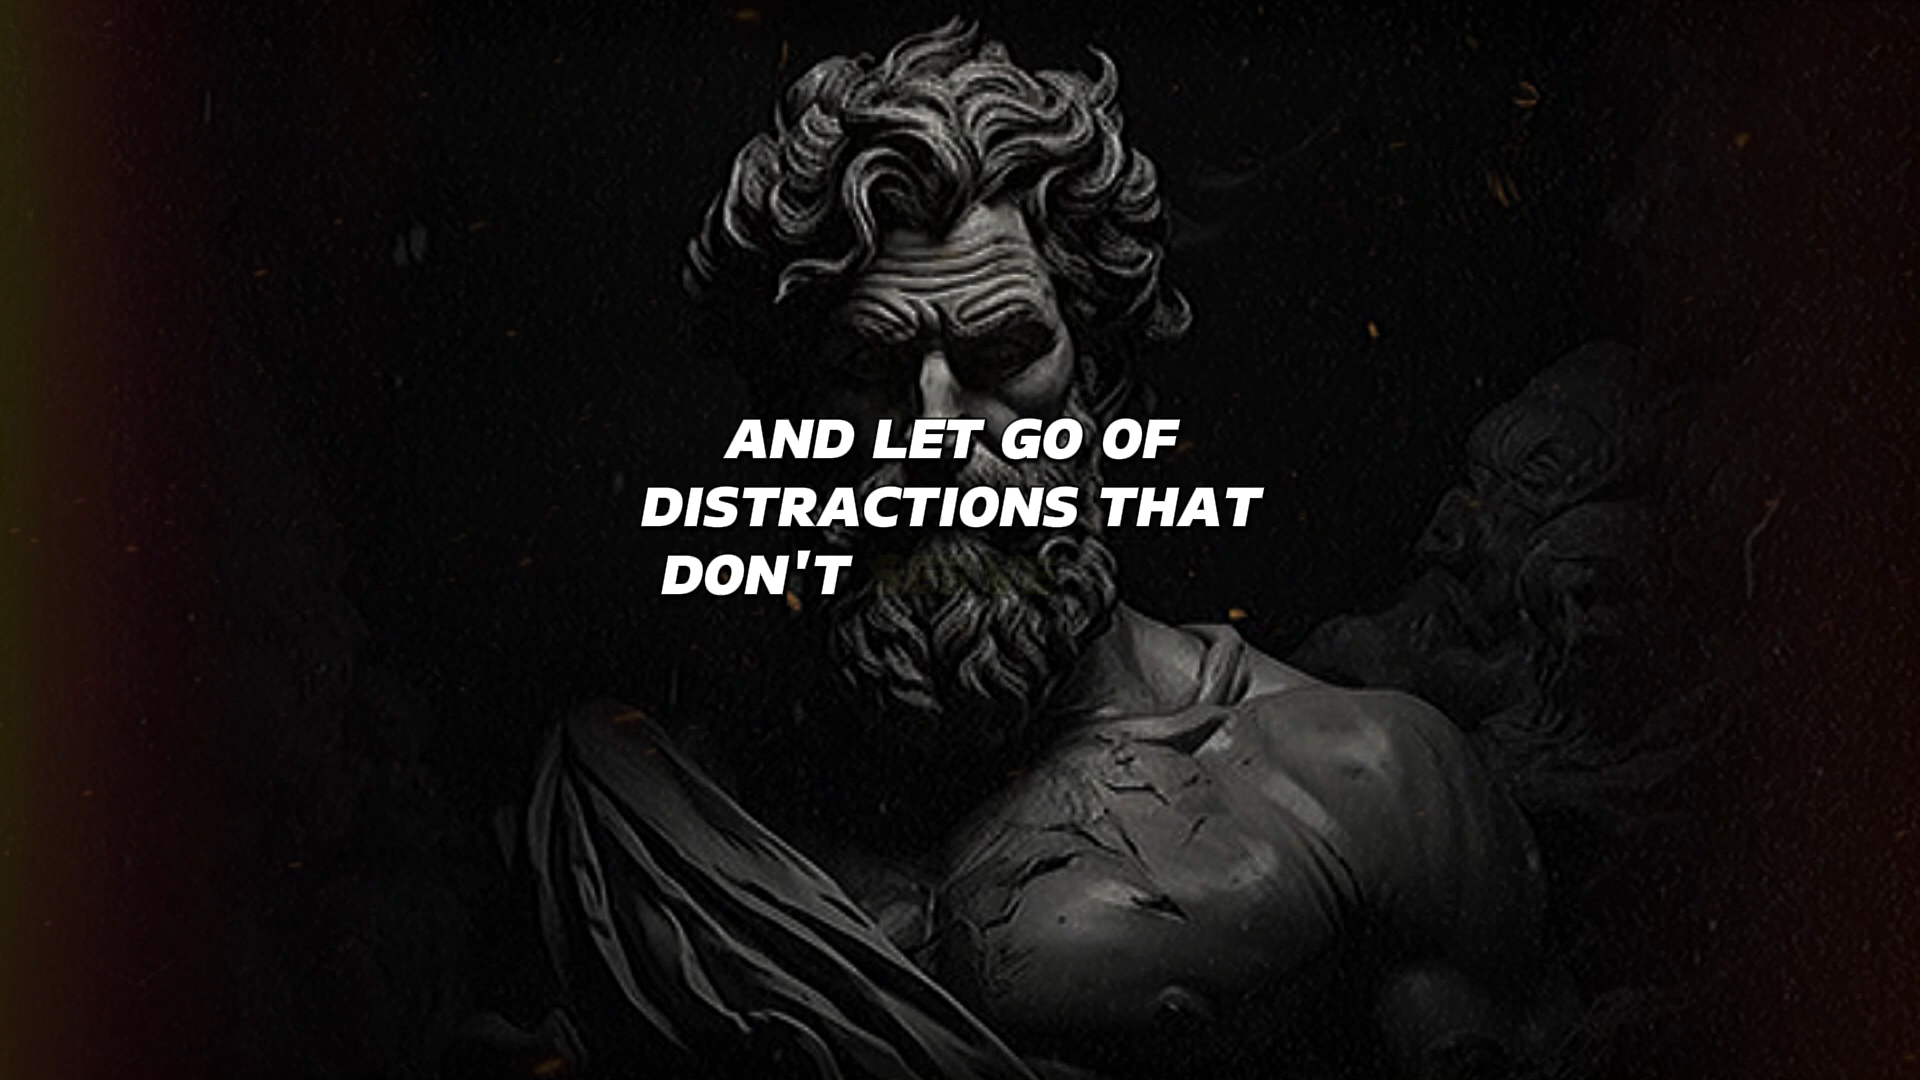 AND LET GO OF
DISTRACTIONS THAT
DON'T